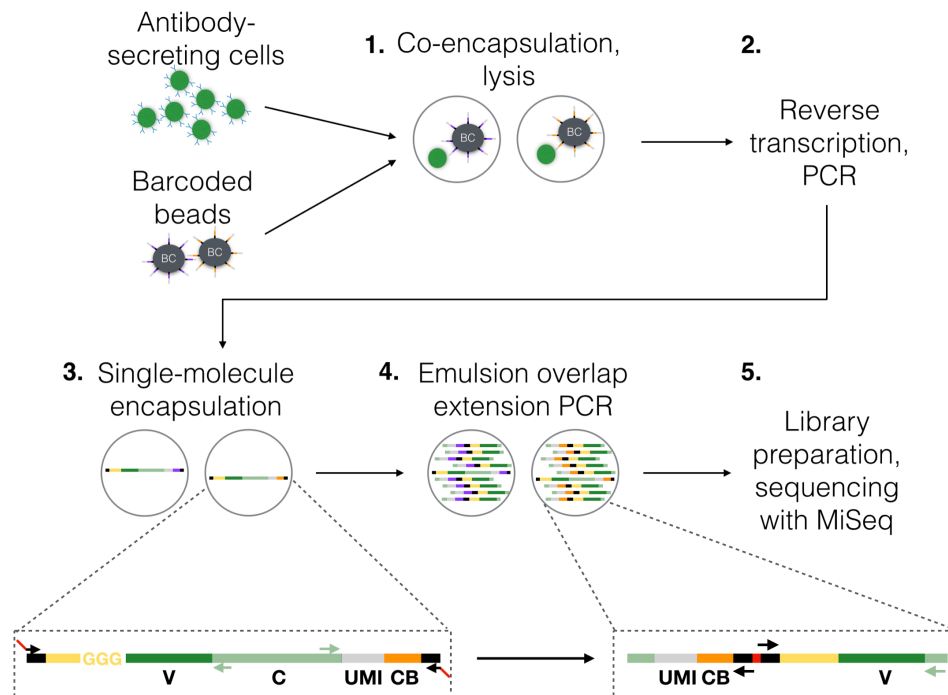 Antibody-
secreting cells
1. Co-encapsulation,
lysis
BC
BC
2.
Reverse
transcription,
PCR
Barcoded
beads
BC
BC
3. Single-molecule
encapsulation
4. Emulsion overlap
extension PCR
5.
Library
preparation,
sequencing
with MiSeq
GGG
V
C
UMI CB
UMI CB
V